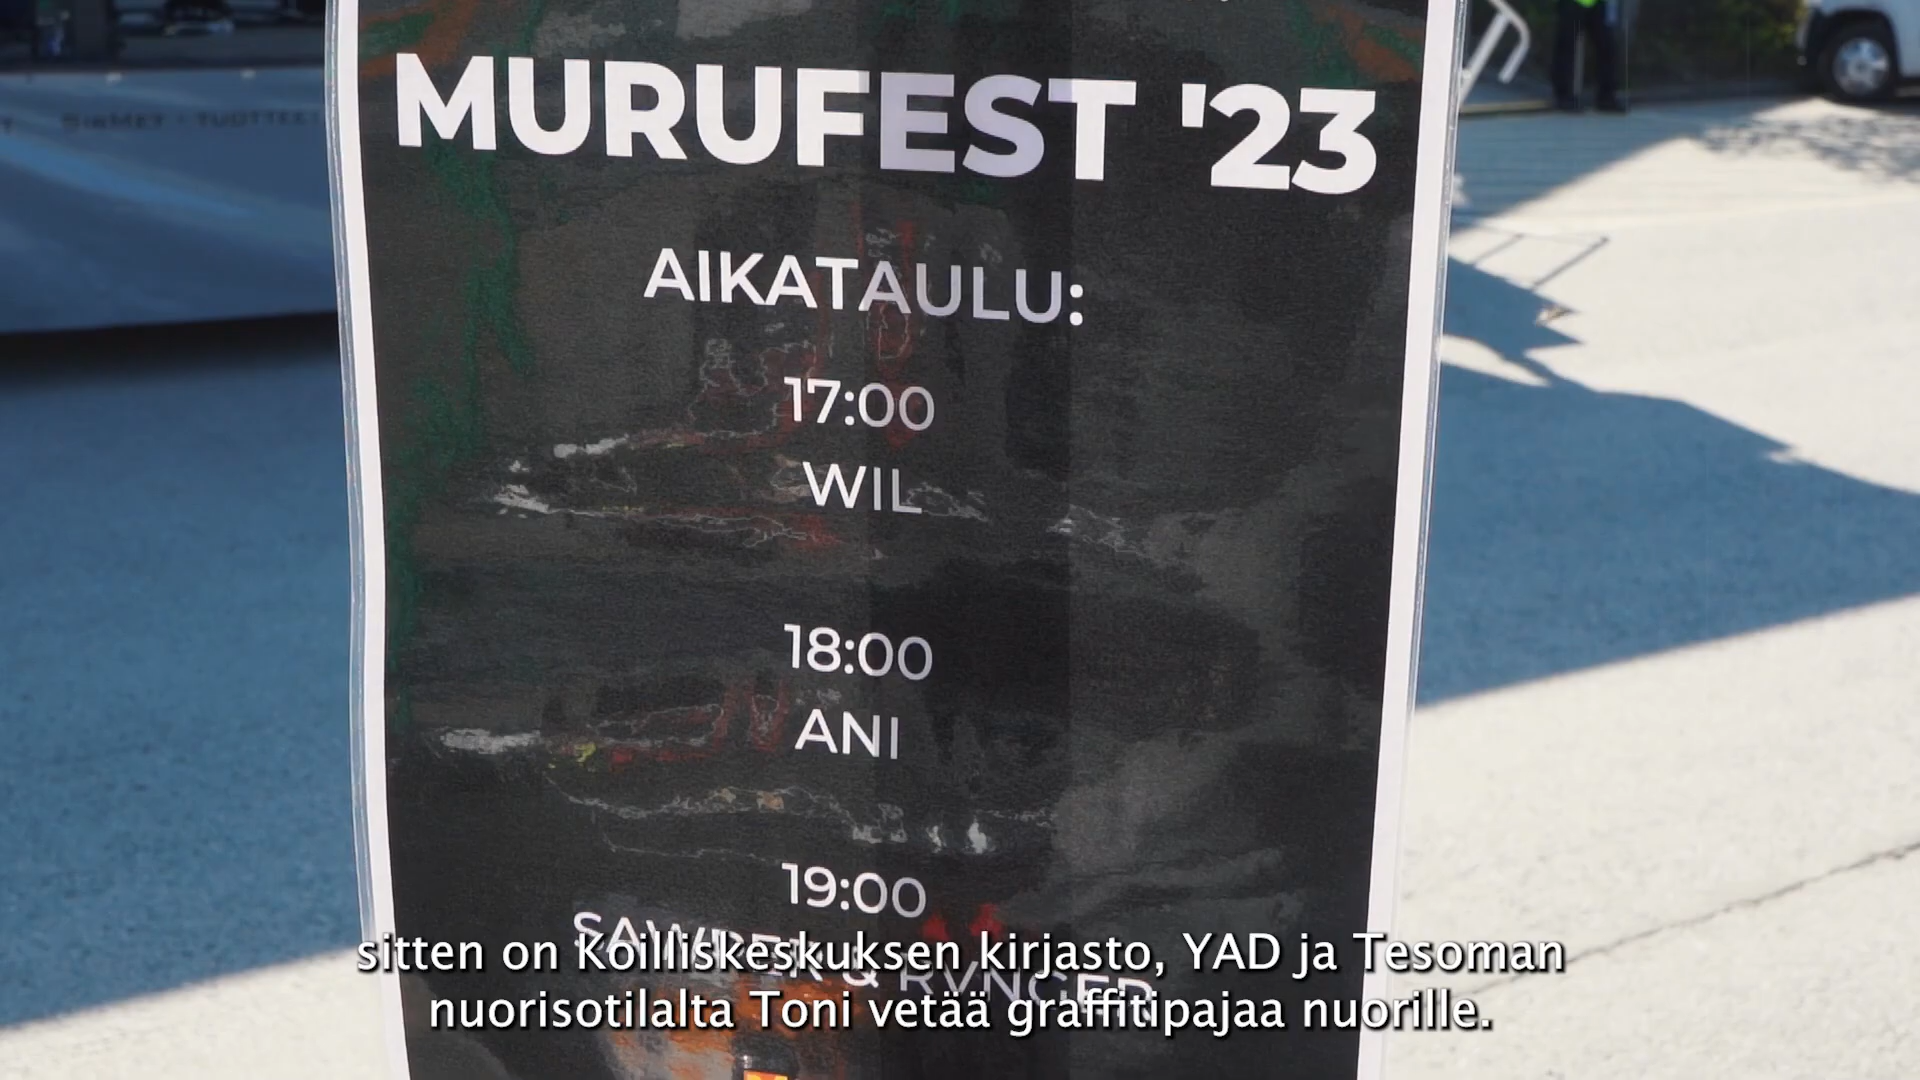 MURUFEST '23
AIKATAULU:
17:00
WIL
18:00
ANI
19:00
& RVNGER
sitten on Koilliskeskuksen kirjasto, YAD ja Tesoman
nuorisotilalta Toni vetää graffitipajaa nuorille.